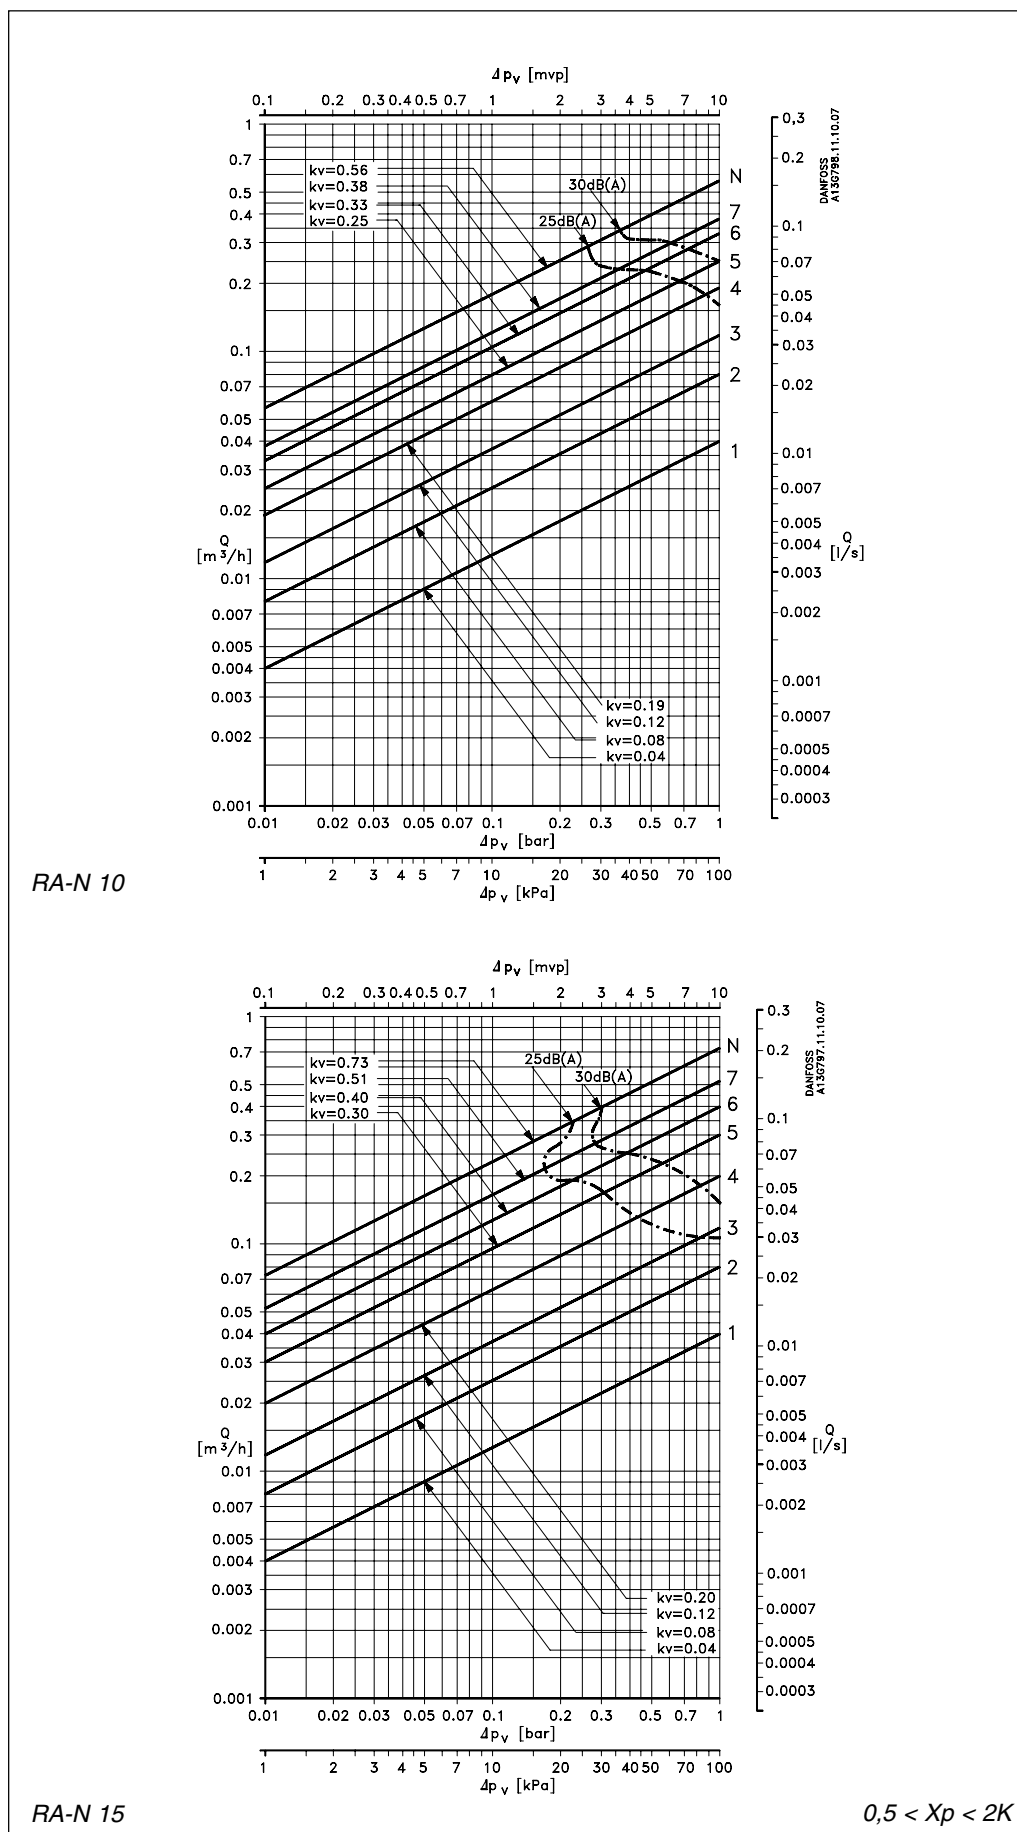 Δpv [mvp]
0.1 0.2 0.3 0.4 0.5 0.7 1 2 3 4 5 7 10
1
0.7
0.5
0.4
0.3
0.2
0.1
0.07
0.05
0.04
0.03
0.02
Q
[m³/h]
0.01
0.007
0.005
0.004
0.003
0.002
0.001
kv=0.56
kv=0.38
kv=0.33
kv=0.25
30dB(A)
25dB(A)
N
7
6
5
4
3
2
1
kv=0.19
kv=0.12
kv=0.08
kv=0.04
0,3
0.2
0.1
0.07
0.05
0.04
0.03
0.02
0.01
0.007
0.005
0.004
0.003
0.002
0.001
0.0007
0.0005
0.0004
0.0003
Q
[l/s]
DANFOSS
A13G798.11.10.07
0.01 0.02 0.03 0.05 0.07 0.1 0.2 0.3 0.5 0.7 1
Δpv [bar]
1 2 3 4 5 7 10 20 30 40 50 70 100
Δpv [kPa]
RA-N 10
Δpv [mvp]
0.1 0.2 0.3 0.4 0.5 0.7 1 2 3 4 5 7 10
1
0.7
0.5
0.4
0.3
0.2
0.1
0.07
0.05
0.04
0.03
0.02
Q
[m³/h]
0.01
0.007
0.005
0.004
0.003
0.002
0.001
kv=0.73
kv=0.51
kv=0.40
kv=0.30
25dB(A)
30dB(A)
N
7
6
5
4
3
2
1
kv=0.20
kv=0.12
kv=0.08
kv=0.04
0.3
0.2
0.1
0.07
0.05
0.04
0.03
0.02
0.01
0.007
0.005
0.004
0.003
0.002
0.001
0.0007
0.0005
0.0004
0.0003
Q
[l/s]
DANFOSS
A13G797.11.10.07
0.01 0.02 0.03 0.05 0.07 0.1 0.2 0.3 0.5 0.7 1
Δpv [bar]
1 2 3 4 5 7 10 20 30 40 50 70 100
Δpv [kPa]
RA-N 15
0,5 < Xp < 2K